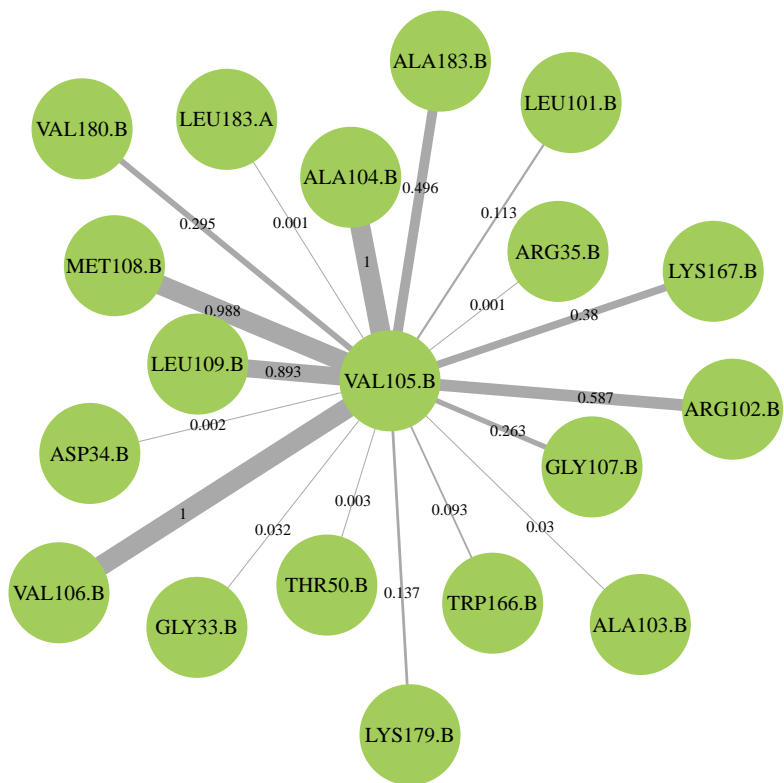 ALA183.B
LEU101.B
LEU183.A
VAL180.B
ALA104.B
0.496
0.113
0.001
0.295
ARG35.B
MET108.B
1
LYS167.B
0.001
0.988
0.38
LEU109.B
0.893
VAL105.B
0.587
ARG102.B
0.002
0.263
ASP34.B
GLY107.B
0.003
0.093
1
0.032
0.03
THR50.B
VAL106.B
0.137
TRP166.B
GLY33.B
ALA103.B
LYS179.B